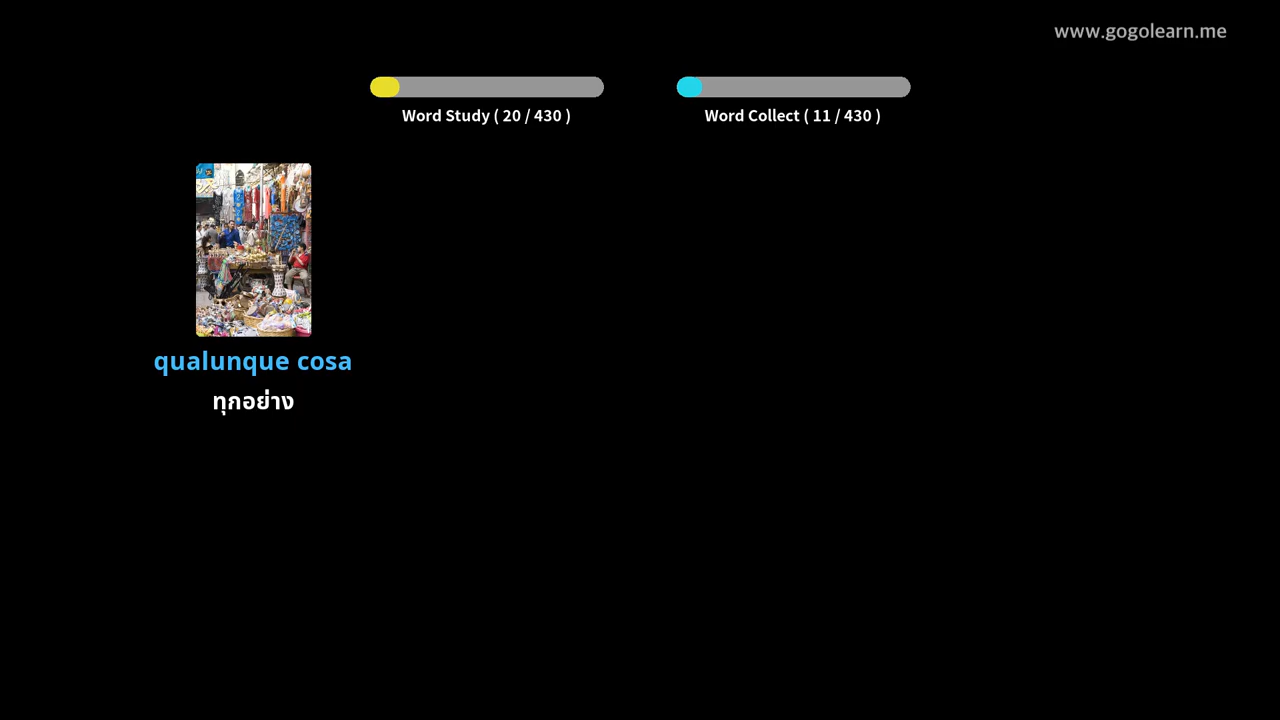 www.gogolearn.me
Word Study ( 20 / 430 )
Word Collect ( 11 / 430 )
qualunque cosa
ทุกอย่าง